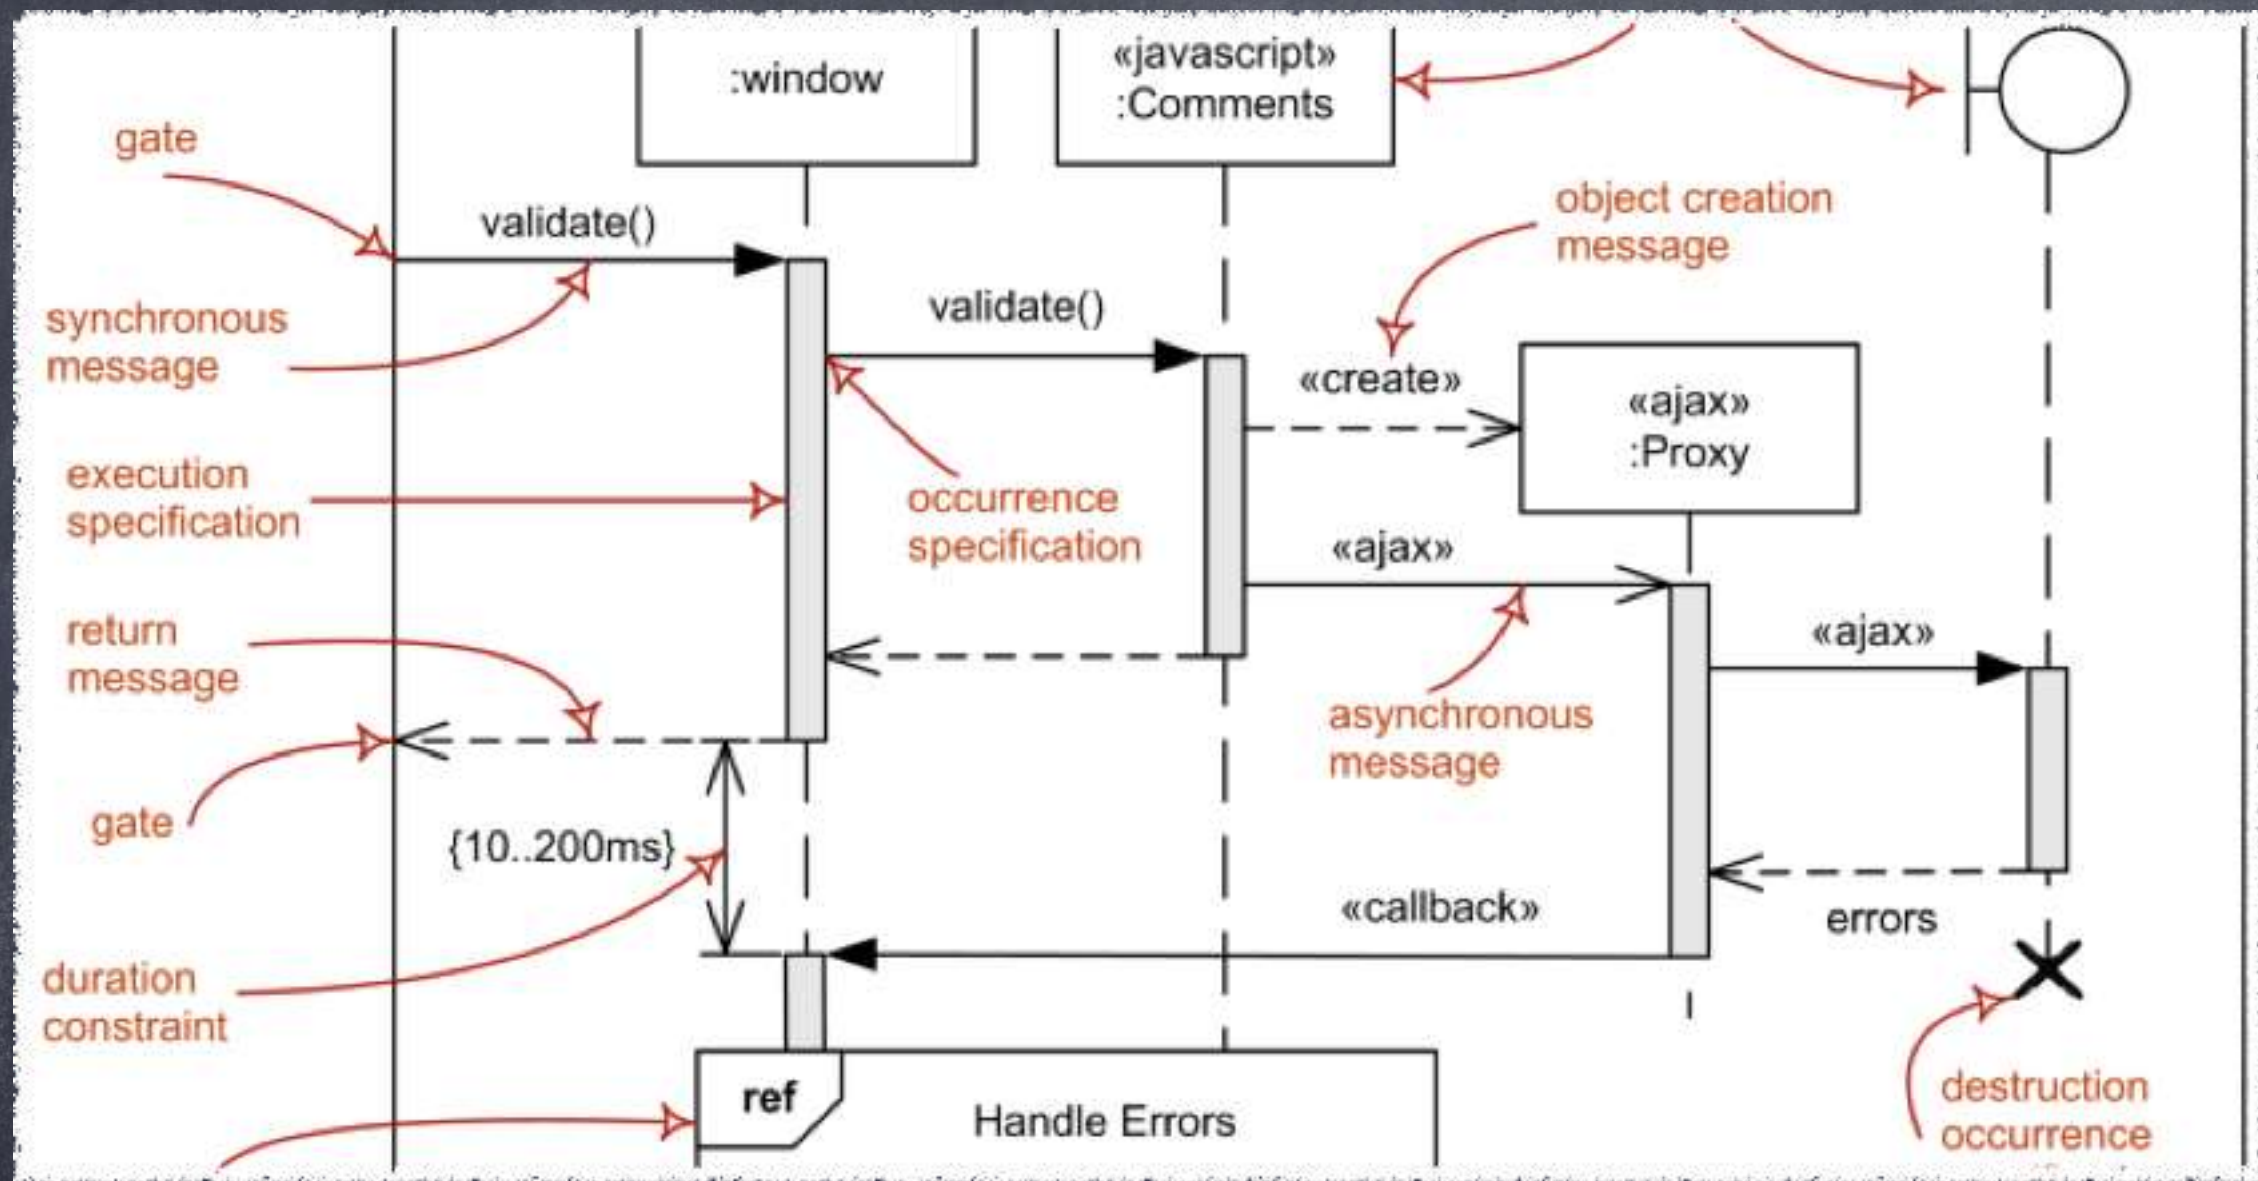 «javascript»
:window
:Comments
gate
object creation
message
validate()
validate()
synchronous
message
«create»
«ajax»
:Proxy
execution
specification
occurrence
specification
«ajax»
return
message
«ajax»
asynchronous
message
gate
{10..200ms}
«callback»
errors
duration
constraint
ref
Handle Errors
destruction
occurrence